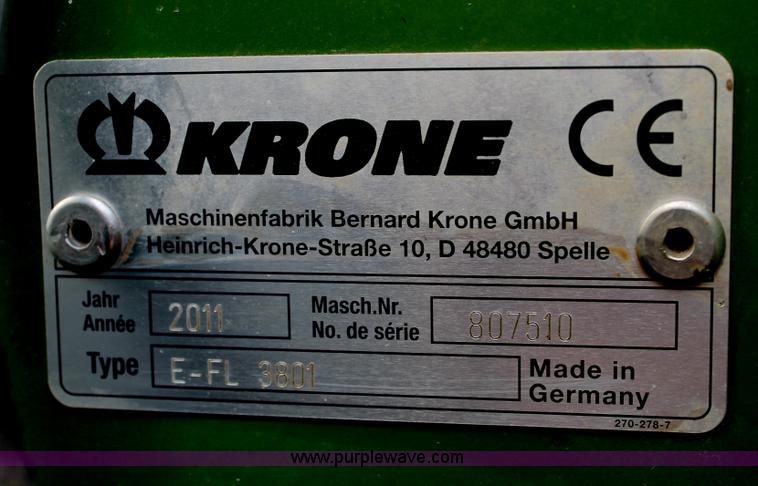 KRONE CE
Maschinenfabrik Bernard Krone GmbH
Heinrich-Krone-Straße 10, D 48480 Spelle
Jahr
Année
2011
Masch.Nr.
No. de série
807510
Type
E-FL 3801
Made in
Germany
270-278-7
www.purplewave.com